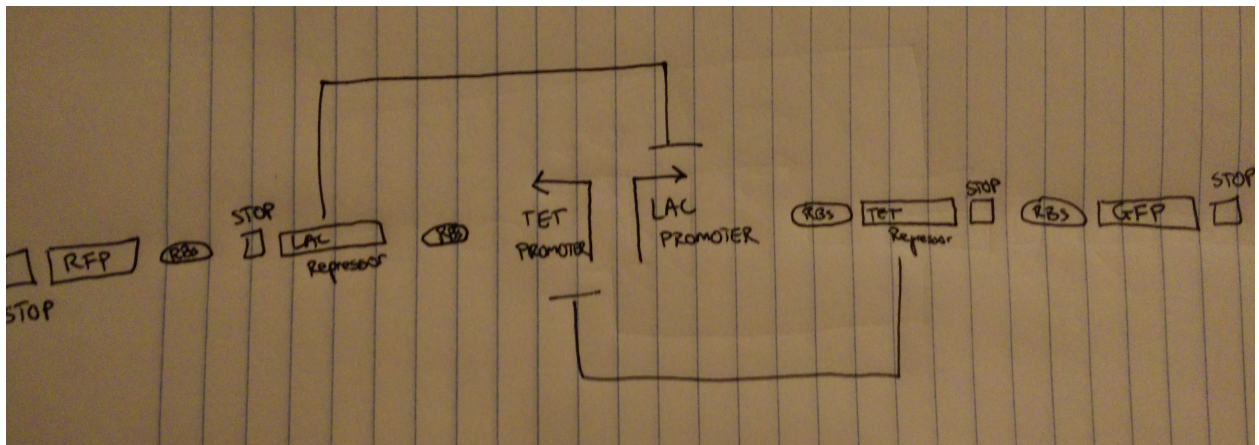 STOP
RFP
RBS
STOP
LAC
Repressor
RBS
TET
PROMOTER
LAC
PROMOTER
RBS
TET
Repressor
STOP
RBS
GFP
STOP